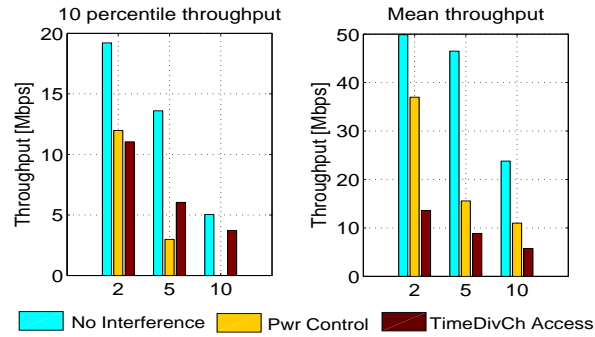 10 percentile throughput
Throughput [Mbps]
20
15
10
5
0
2 5 10
Mean throughput
Throughput [Mbps]
50
40
30
20
10
0
2 5 10
No Interference Pwr Control TimeDivCh Access